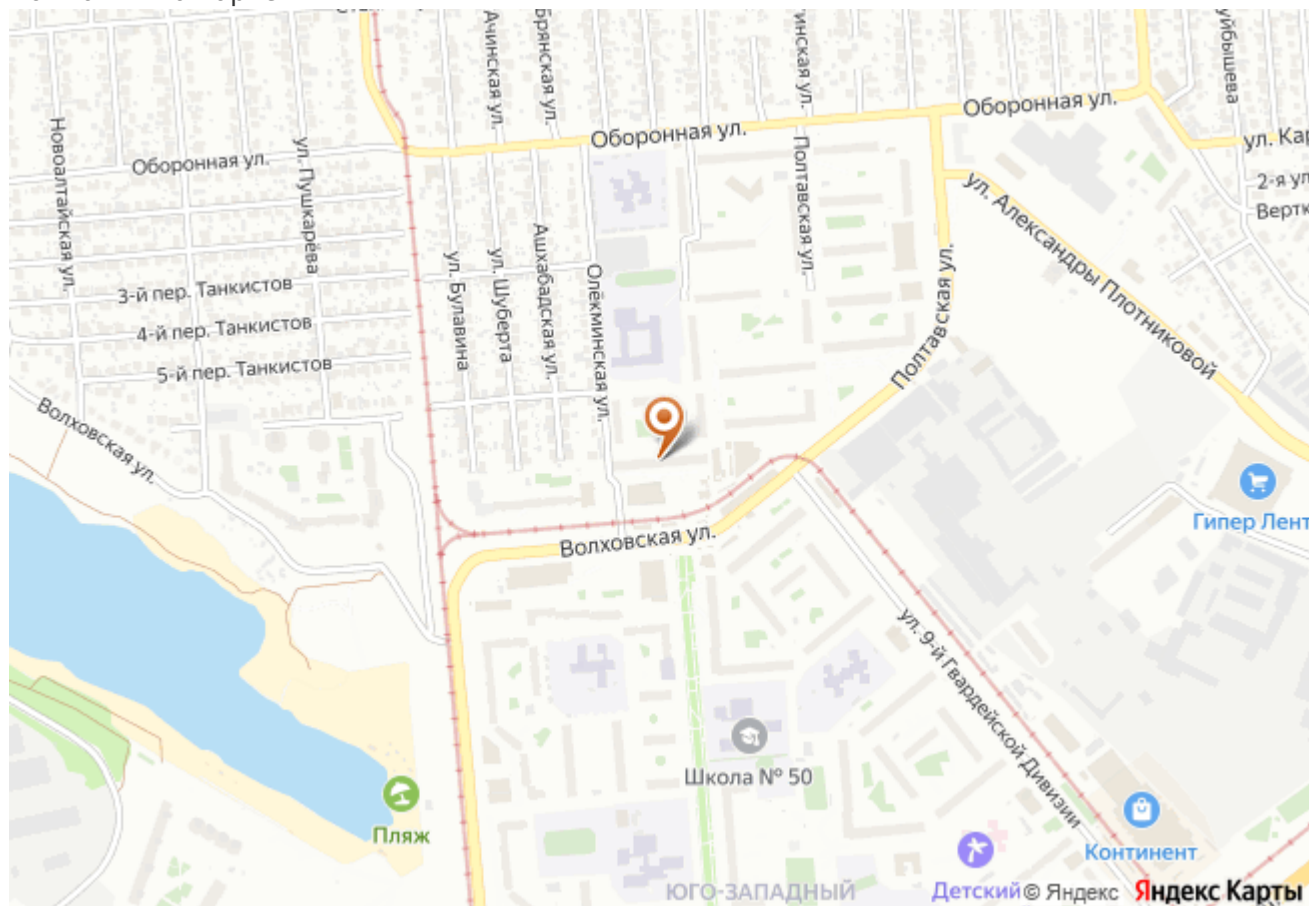 Ачинская ул.
Брянская ул.
Оборонная ул.
Оборонная ул.
Оборонная ул.
Новоалтайская ул.
ул. Пушкарёва
Полтавская ул.
ул. Александры Плотниковой
2-я ул
3-й пер. Танкистов
4-й пер. Танкистов
5-й пер. Танкистов
ул. Булавина
ул. Шуберта
Ашхабадская ул.
Олёкминская ул.
Полтавская ул.
Волховская ул.
Гипер Лент
Волховская ул.
ул. 9-й Гвардейской Дивизии
Школа № 50
Пляж
Континент
ЮГО-ЗАПАДНЫЙ
Детский
© Яндекс
Яндекс Карты